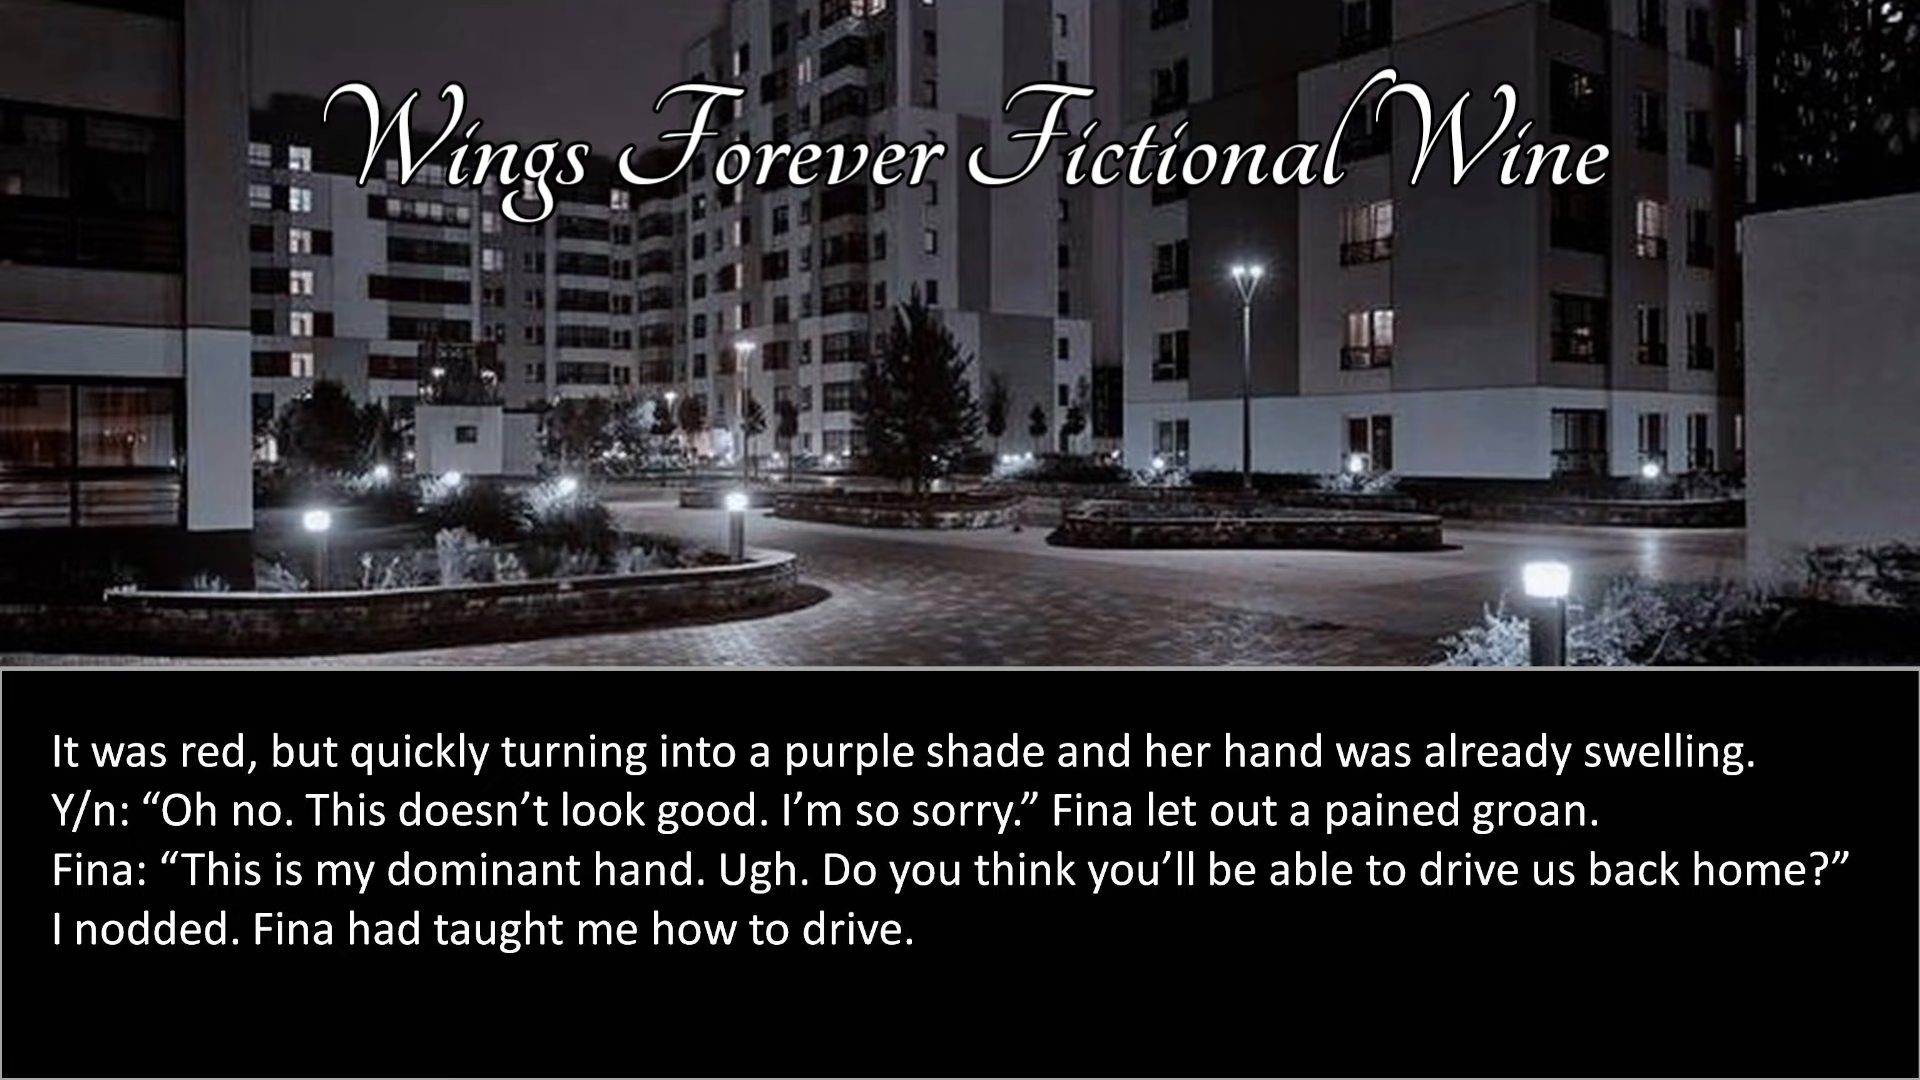 Wings Forever Fictional Wine
It was red, but quickly turning into a purple shade and her hand was already swelling.
Y/n: “Oh no. This doesn’t look good. I’m so sorry.” Fina let out a pained groan.
Fina: “This is my dominant hand. Ugh. Do you think you’ll be able to drive us back home?”
I nodded. Fina had taught me how to drive.